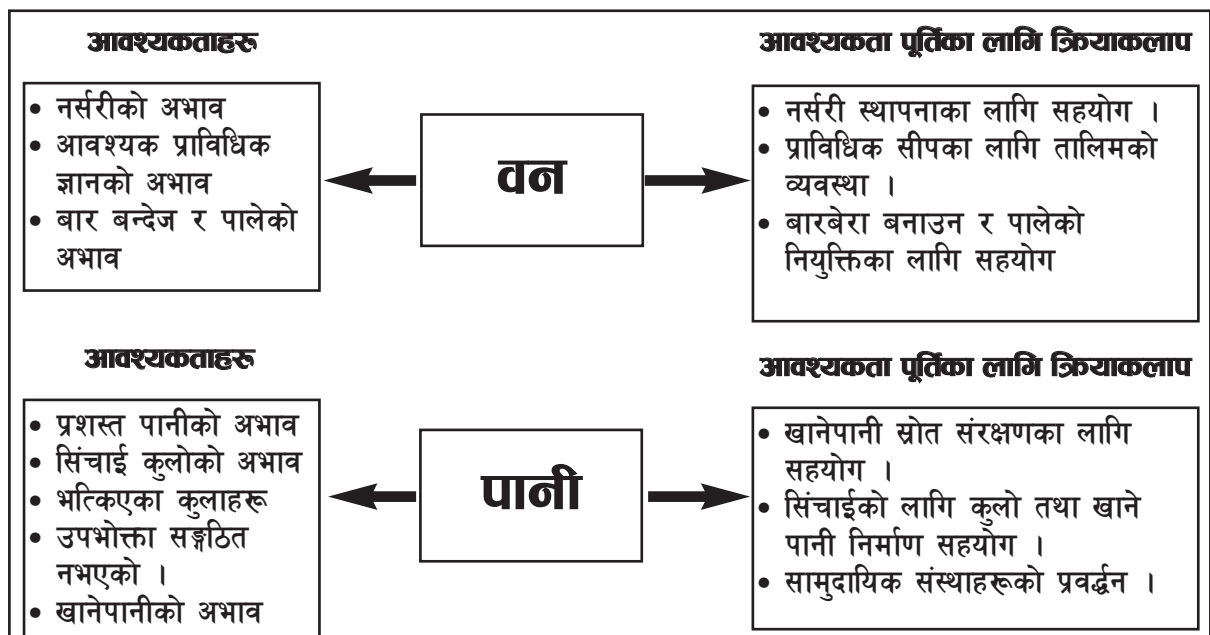 आवश्यकताहरु
आवश्यकता पूर्तिका लागि क्रियाकलाप
• नर्सरीको अभाव
• आवश्यक प्राविधिक
ज्ञानको अभाव
• बार बन्देज र पालेको
अभाव
वन
• नर्सरी स्थापनाका लागि सहयोग ।
• प्राविधिक सीपका लागि तालिमको
व्यवस्था ।
• बारबेरा बनाउन र पालेको
नियुक्तिका लागि सहयोग
आवश्यकताहरु
आवश्यकता पूर्तिका लागि क्रियाकलाप
• प्रशस्त पानीको अभाव
• सिंचाई कुलोको अभाव
• भत्किएका कुलाहरू
• उपभोक्ता सङ्गठित
नभएको ।
• खानेपानीको अभाव
पानी
• खानेपानी स्रोत संरक्षणका लागि
सहयोग ।
• सिंचाईको लागि कुलो तथा खाने
पानी निर्माण सहयोग ।
• सामुदायिक संस्थाहरूको प्रवर्द्धन ।